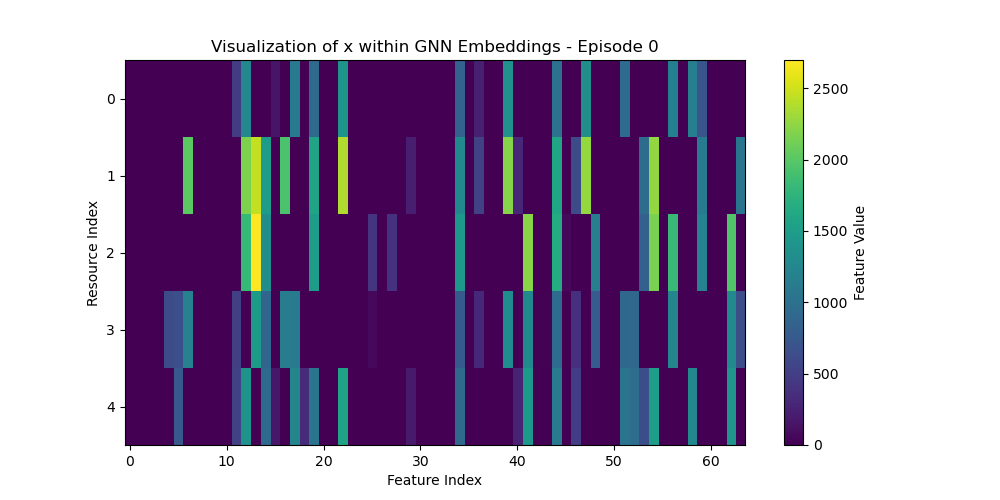 Visualization of x within GNN Embeddings - Episode 0
Resource Index
0
1
2
3
4
0 10 20 30 40 50 60
Feature Index
2500
2000
1500
1000
500
0
Feature Value